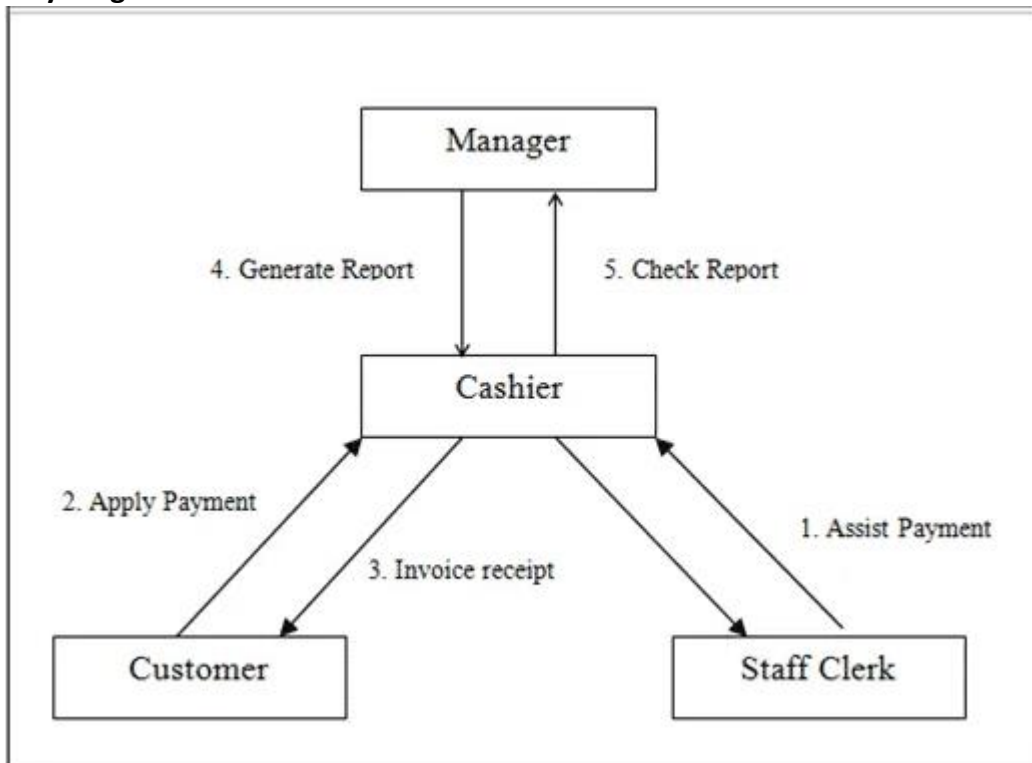 Manager
4. Generate Report
5. Check Report
Cashier
2. Apply Payment
1. Assist Payment
3. Invoice receipt
Customer
Staff Clerk